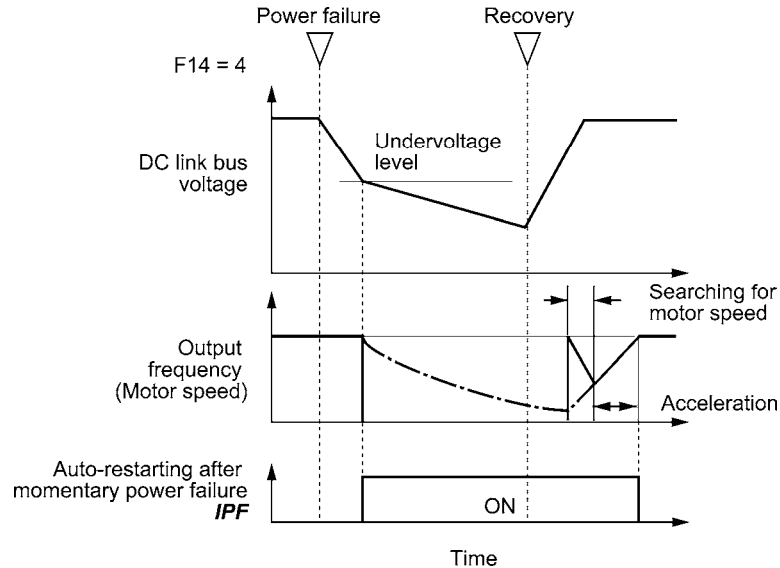 Power failure
Recovery
F14 = 4
Undervoltage
level
DC link bus
voltage
Searching for
motor speed
Output
frequency
(Motor speed)
Acceleration
Auto-restarting after
momentary power failure
IPF
ON
Time